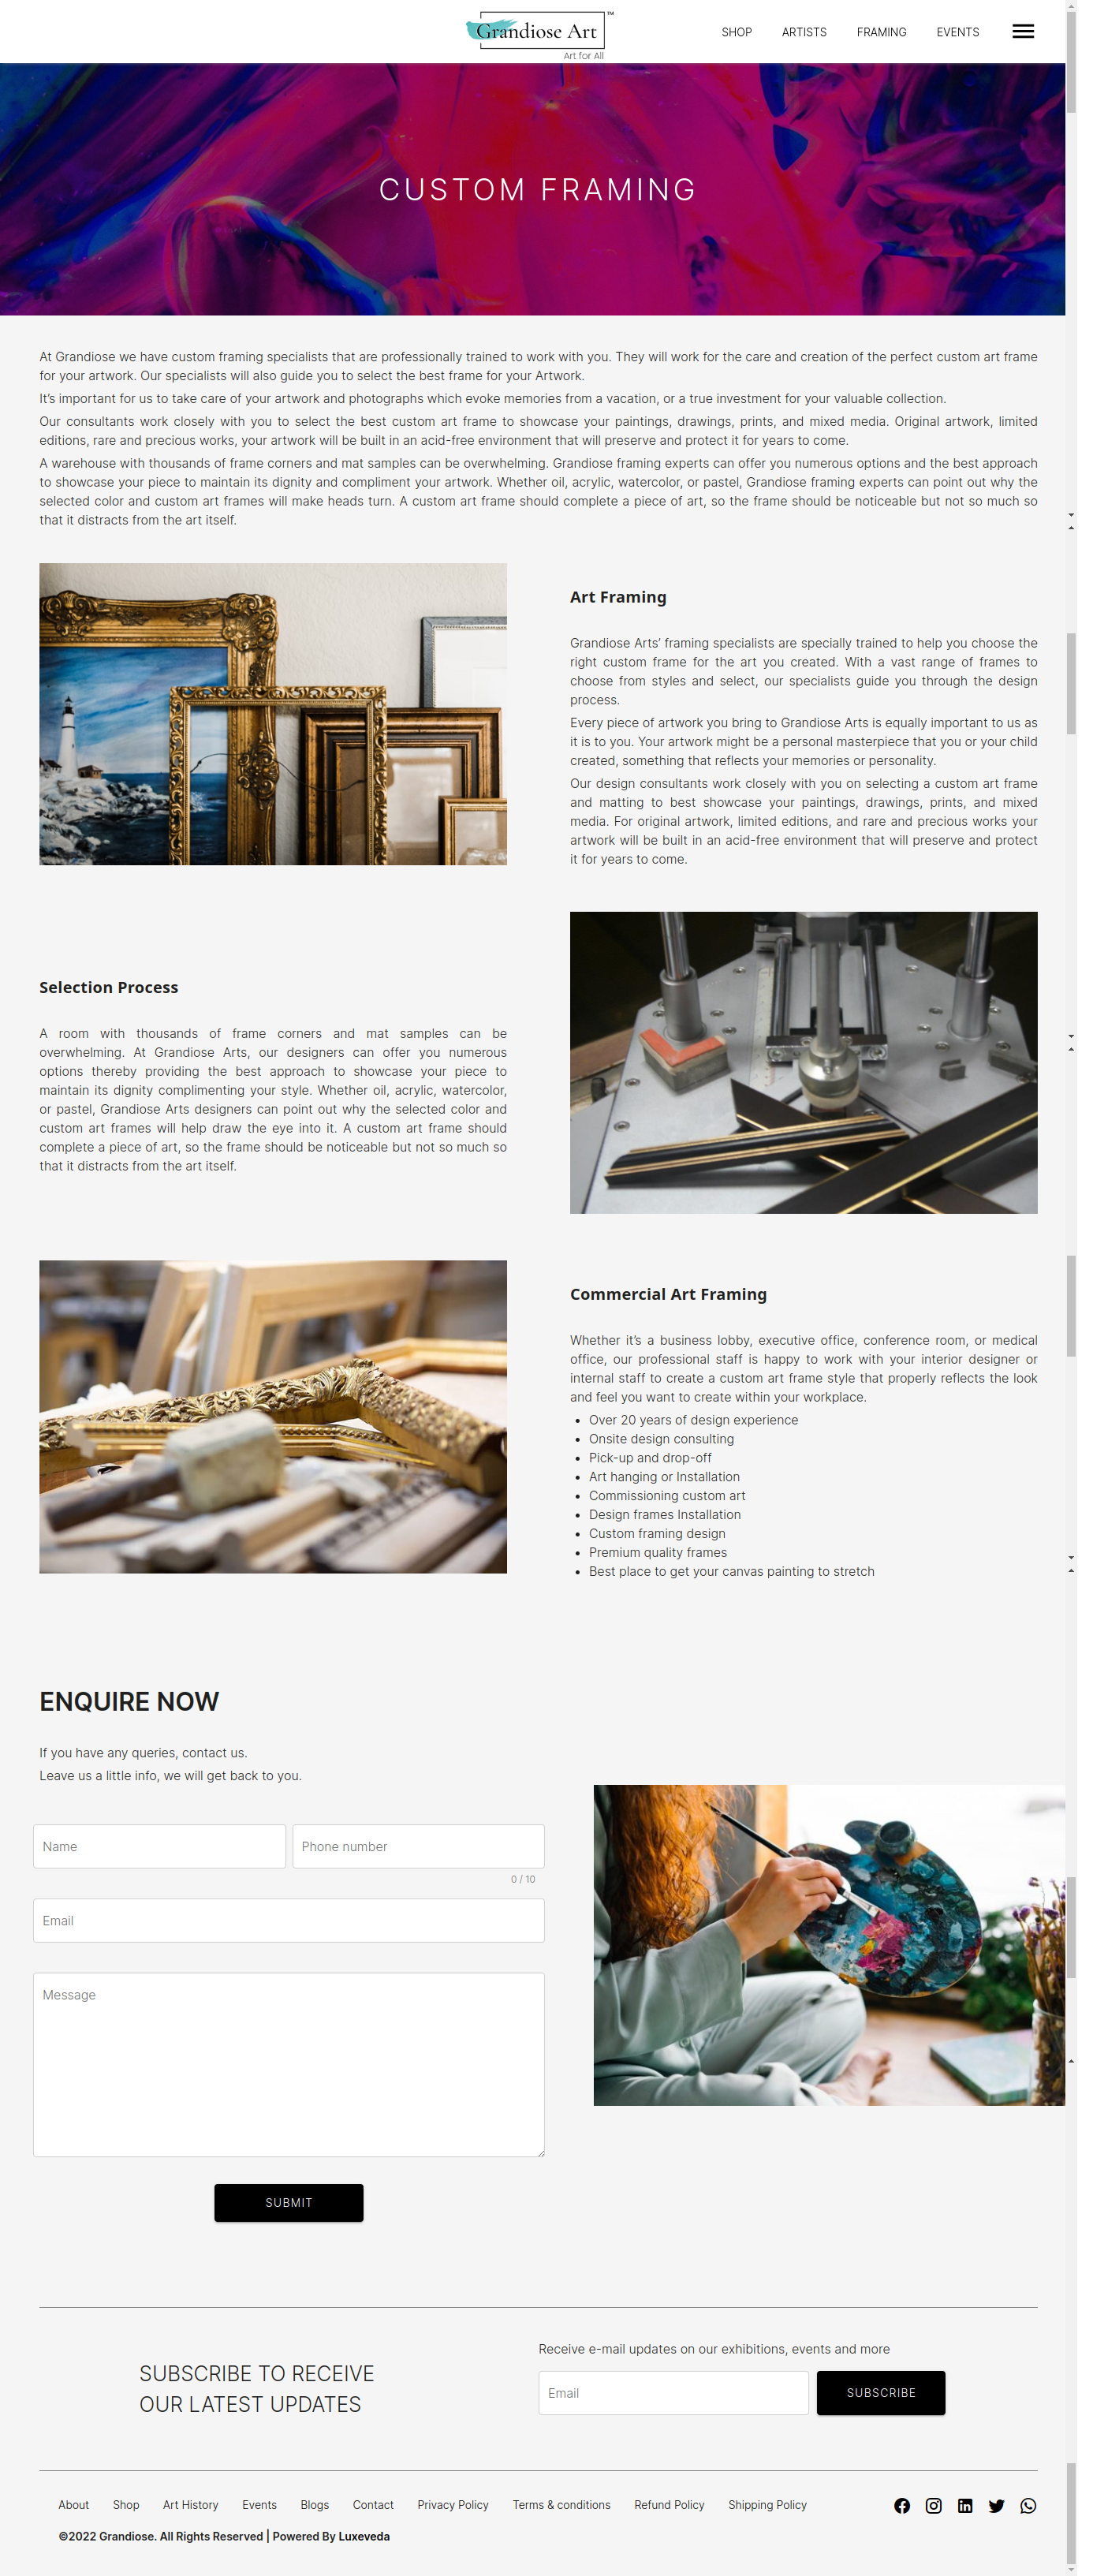 Grandiose Art™
Art for All
SHOP ARTISTS FRAMING EVENTS
CUSTOM FRAMING
At Grandiose we have custom framing specialists that are professionally trained to work with you. They will work for the care and creation of the perfect custom art frame
for your artwork. Our specialists will also guide you to select the best frame for your Artwork.
It’s important for us to take care of your artwork and photographs which evoke memories from a vacation, or a true investment for your valuable collection.
Our consultants work closely with you to select the best custom art frame to showcase your paintings, drawings, prints, and mixed media. Original artwork, limited
editions, rare and precious works, your artwork will be built in an acid-free environment that will preserve and protect it for years to come.
A warehouse with thousands of frame corners and mat samples can be overwhelming. Grandiose framing experts can offer you numerous options and the best approach
to showcase your piece to maintain its dignity and compliment your artwork. Whether oil, acrylic, watercolor, or pastel, Grandiose framing experts can point out why the
selected color and custom art frames will make heads turn. A custom art frame should complete a piece of art, so the frame should be noticeable but not so much so
that it distracts from the art itself.
Art Framing
Grandiose Arts’ framing specialists are specially trained to help you choose the
right custom frame for the art you created. With a vast range of frames to
choose from styles and select, our specialists guide you through the design
process.
Every piece of artwork you bring to Grandiose Arts is equally important to us as
it is to you. Your artwork might be a personal masterpiece that you or your child
created, something that reflects your memories or personality.
Our design consultants work closely with you on selecting a custom art frame
and matting to best showcase your paintings, drawings, prints, and mixed
media. For original artwork, limited editions, and rare and precious works your
artwork will be built in an acid-free environment that will preserve and protect
it for years to come.
Selection Process
A room with thousands of frame corners and mat samples can be
overwhelming. At Grandiose Arts, our designers can offer you numerous
options thereby providing the best approach to showcase your piece to
maintain its dignity complimenting your style. Whether oil, acrylic, watercolor,
or pastel, Grandiose Arts designers can point out why the selected color and
custom art frames will help draw the eye into it. A custom art frame should
complete a piece of art, so the frame should be noticeable but not so much so
that it distracts from the art itself.
Commercial Art Framing
Whether it’s a business lobby, executive office, conference room, or medical
office, our professional staff is happy to work with your interior designer or
internal staff to create a custom art frame style that properly reflects the look
and feel you want to create within your workplace.
• Over 20 years of design experience
• Onsite design consulting
• Pick-up and drop-off
• Art hanging or Installation
• Commissioning custom art
• Design frames Installation
• Custom framing design
• Premium quality frames
• Best place to get your canvas painting to stretch
ENQUIRE NOW
If you have any queries, contact us.
Leave us a little info, we will get back to you.
Name Phone number
0 / 10
Email
Message
SUBMIT
SUBSCRIBE TO RECEIVE
OUR LATEST UPDATES
Receive e-mail updates on our exhibitions, events and more
Email SUBSCRIBE
About Shop Art History Events Blogs Contact Privacy Policy Terms & conditions Refund Policy Shipping Policy
©2022 Grandiose. All Rights Reserved | Powered By Luxeveda